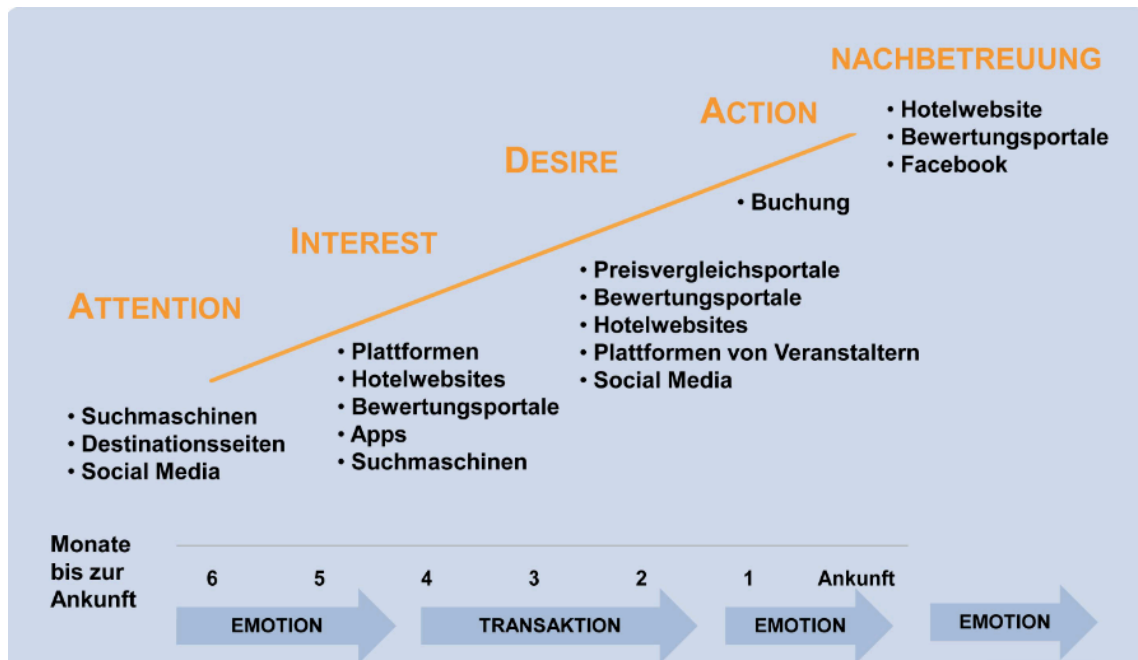 NACHBETREUUNG
• Hotelwebsite
• Bewertungsportale
• Facebook
ACTION
• Buchung
DESIRE
• Preisvergleichsportale
• Bewertungsportale
• Hotelwebsites
• Plattformen von Veranstaltern
• Social Media
INTEREST
• Plattformen
• Hotelwebsites
• Bewertungsportale
• Apps
• Suchmaschinen
ATTENTION
• Suchmaschinen
• Destinationsseiten
• Social Media
Monate
bis zur
Ankunft
6 5 4 3 2 1 Ankunft
EMOTION TRANSAKTION EMOTION EMOTION